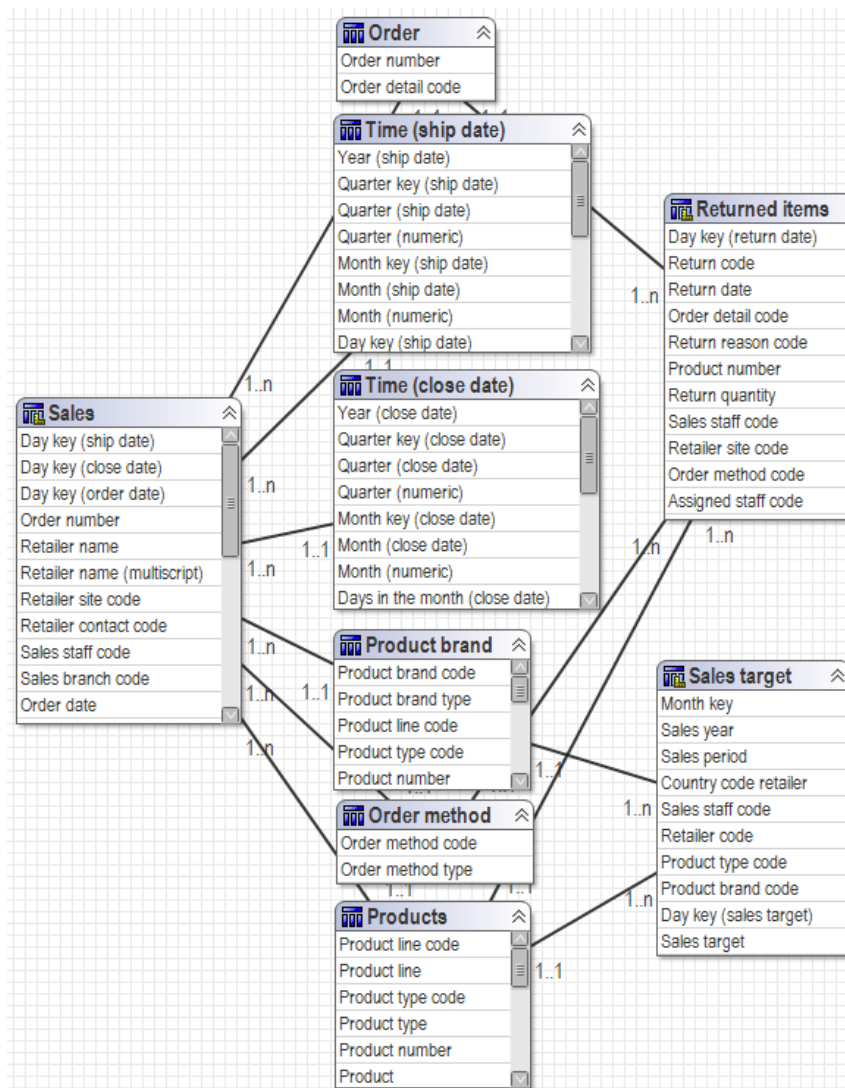 Order
Order number
Order detail code
Time (ship date)
Year (ship date)
Quarter key (ship date)
Quarter (ship date)
Quarter (numeric)
Month key (ship date)
Month (ship date)
Month (numeric)
Day key (ship date)
Returned items
Day key (return date)
Return code
Return date
Order detail code
Return reason code
Product number
Return quantity
Sales staff code
Retailer site code
Order method code
Assigned staff code
1..n
1..n
1..n
Sales
Day key (ship date)
Day key (close date)
Day key (order date)
Order number
Retailer name
Retailer name (multiscript)
Retailer site code
Retailer contact code
Sales staff code
Sales branch code
Order date
1..n
1..n
1..n
1..n
1..n
1..n
Time (close date)
Year (close date)
Quarter key (close date)
Quarter (close date)
Quarter (numeric)
Month key (close date)
Month (close date)
Month (numeric)
Days in the month (close date)
1..1
1..1
Product brand
Product brand code
Product brand type
Product line code
Product type code
Product number
1..1
Order method
Order method code
Order method type
1..1
1..1
Products
Product line code
Product line
Product type code
Product type
Product number
Product
1..1
Sales target
Month key
Sales year
Sales period
Country code retailer
Sales staff code
Retailer code
Product type code
Product brand code
Day key (sales target)
Sales target
1..n
1..n